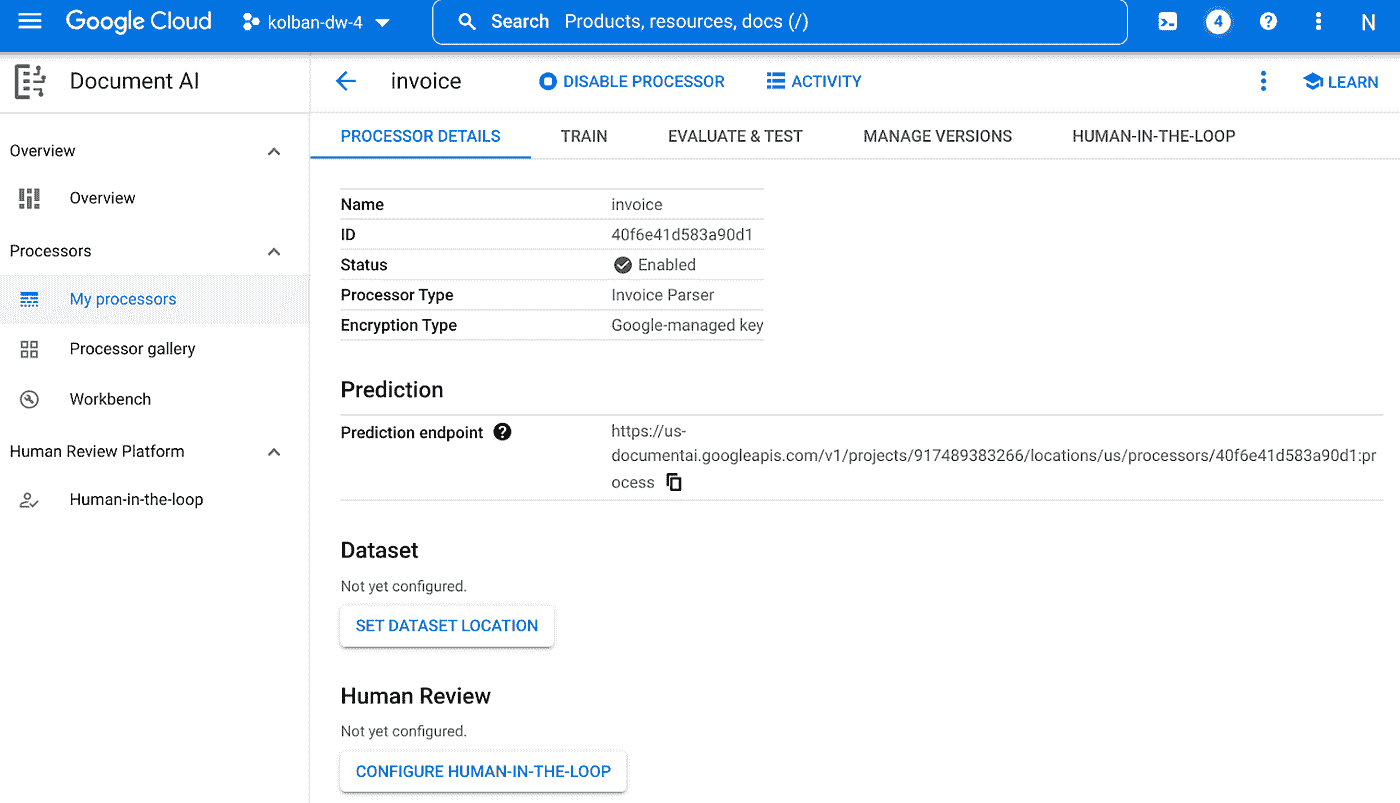 Google Cloud
kolban-dw-4
Search Products, resources, docs (/)
4
N
Document AI
invoice
DISABLE PROCESSOR
ACTIVITY
LEARN
Overview
Overview
Processors
My processors
Processor gallery
Workbench
Human Review Platform
Human-in-the-loop
PROCESSOR DETAILS
TRAIN
EVALUATE & TEST
MANAGE VERSIONS
HUMAN-IN-THE-LOOP
Name invoice
ID 40f6e41d583a90d1
Status Enabled
Processor Type Invoice Parser
Encryption Type Google-managed key
Prediction
Prediction endpoint
https://us-
documentai.googleapis.com/v1/projects/917489383266/locations/us/processors/40f6e41d583a90d1:pr
ocess
Dataset
Not yet configured.
SET DATASET LOCATION
Human Review
Not yet configured.
CONFIGURE HUMAN-IN-THE-LOOP